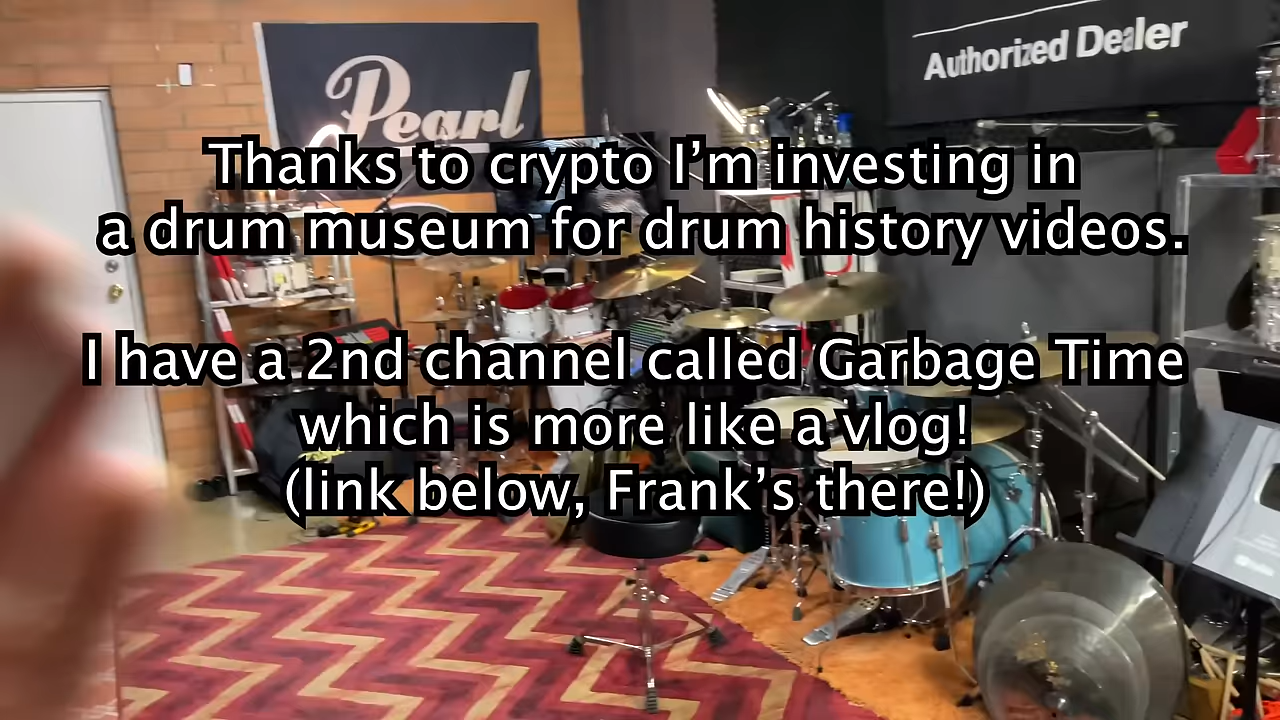 Pearl
Authorized Dealer
Thanks to crypto I’m investing in
a drum museum for drum history videos.
I have a 2nd channel called Garbage Time
which is more like a vlog!
(link below, Frank’s there!)